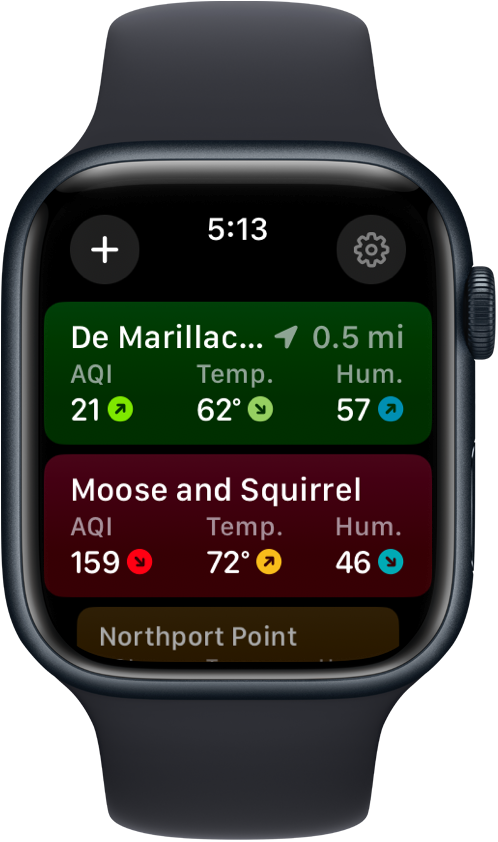 5:13
De Marillac... 0.5 mi
AQI Temp. Hum.
21 62° 57
Moose and Squirrel
AQI Temp. Hum.
159 72° 46
Northport Point